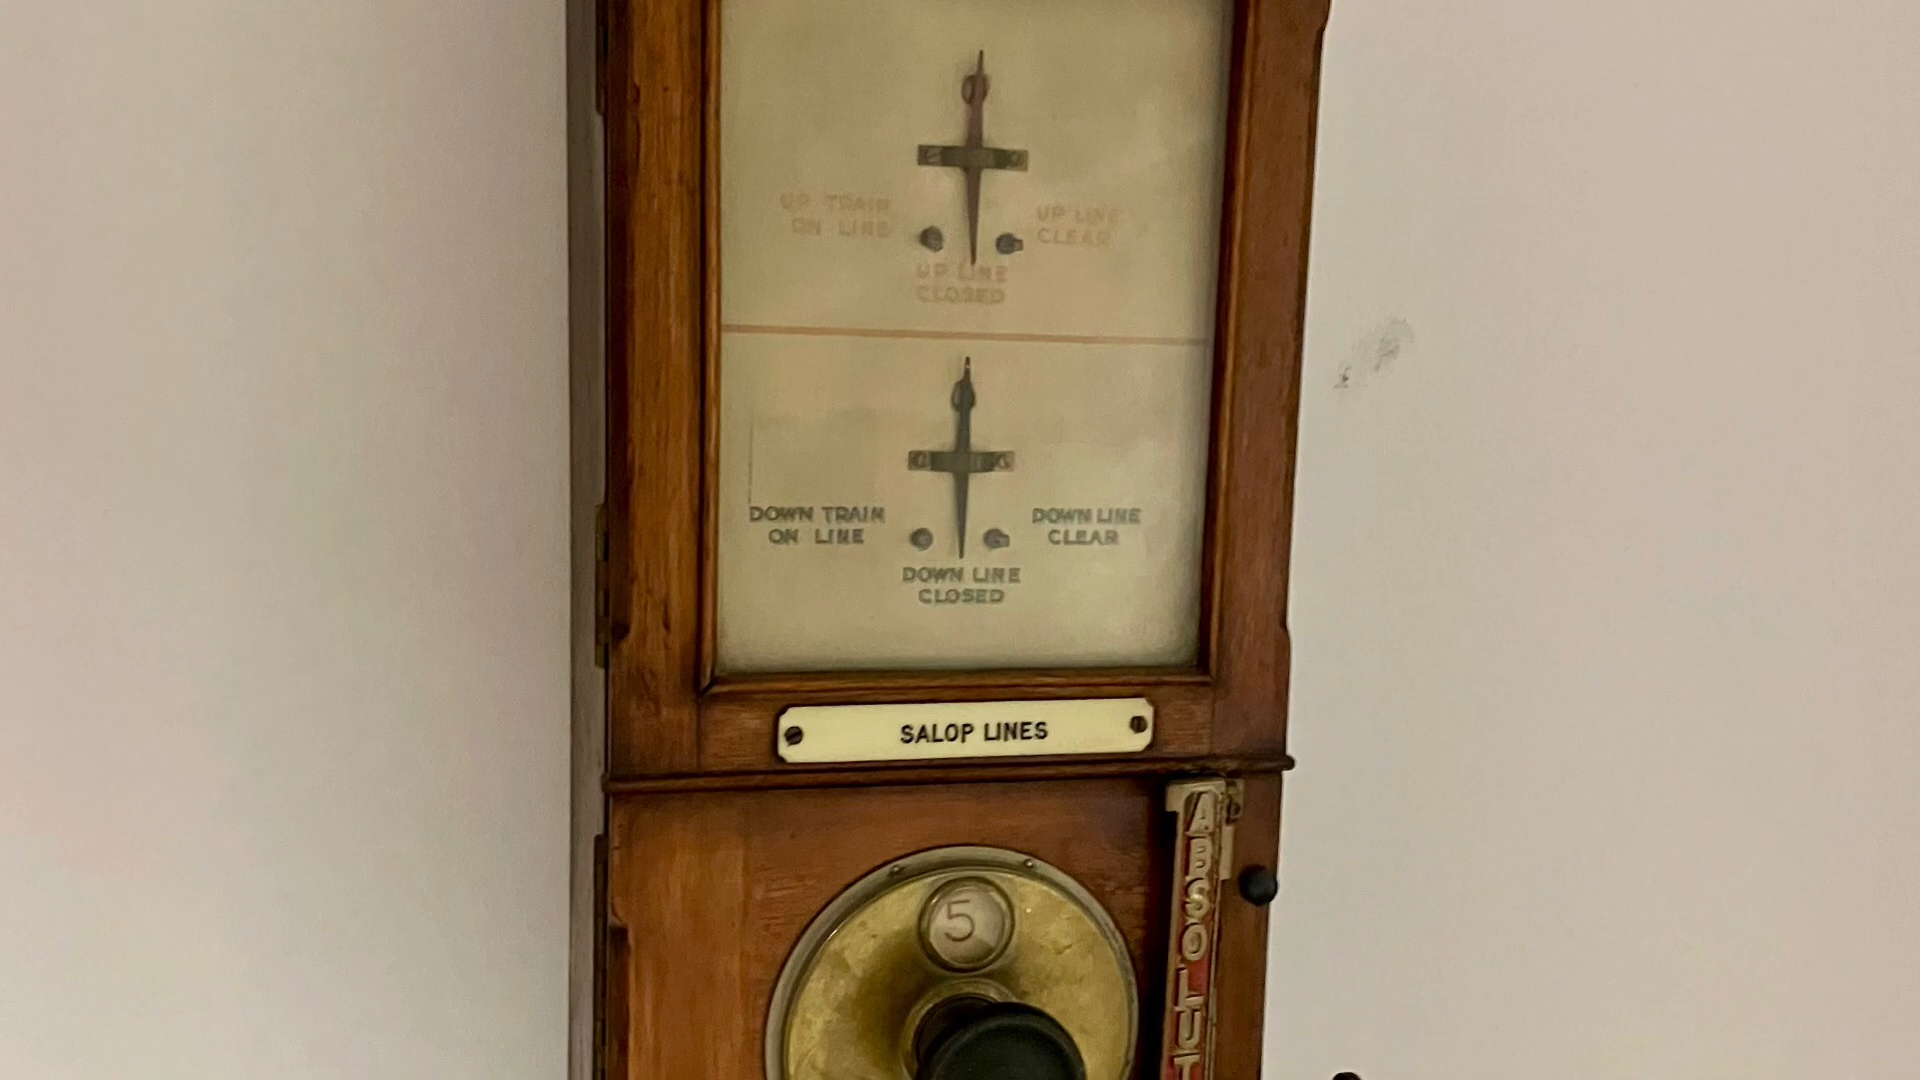 UP TRAIN
ON LINE
UP LINE
CLEAR
UP LINE
CLOSED
DOWN TRAIN
ON LINE
DOWN LINE
CLEAR
DOWN LINE
CLOSED
SALOP LINES
5
ABSOLUT